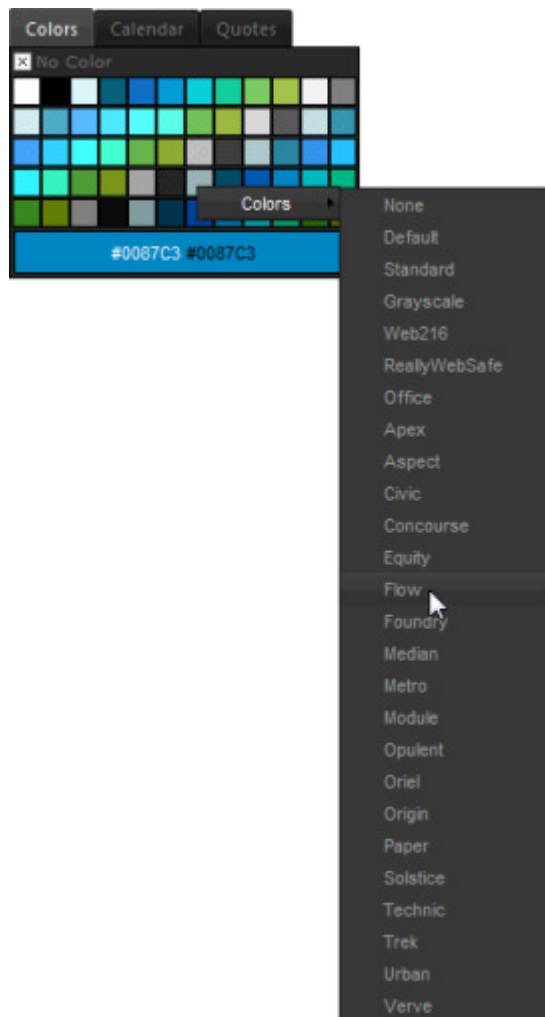 Colors Calendar Quotes
No Color
Colors
#0087C3 #0087C3
None
Default
Standard
Grayscale
Web216
ReallyWebSafe
Office
Apex
Aspect
Civic
Concourse
Equity
Flow
Foundry
Median
Metro
Module
Opulent
Oriel
Origin
Paper
Solstice
Technic
Trek
Urban
Verve